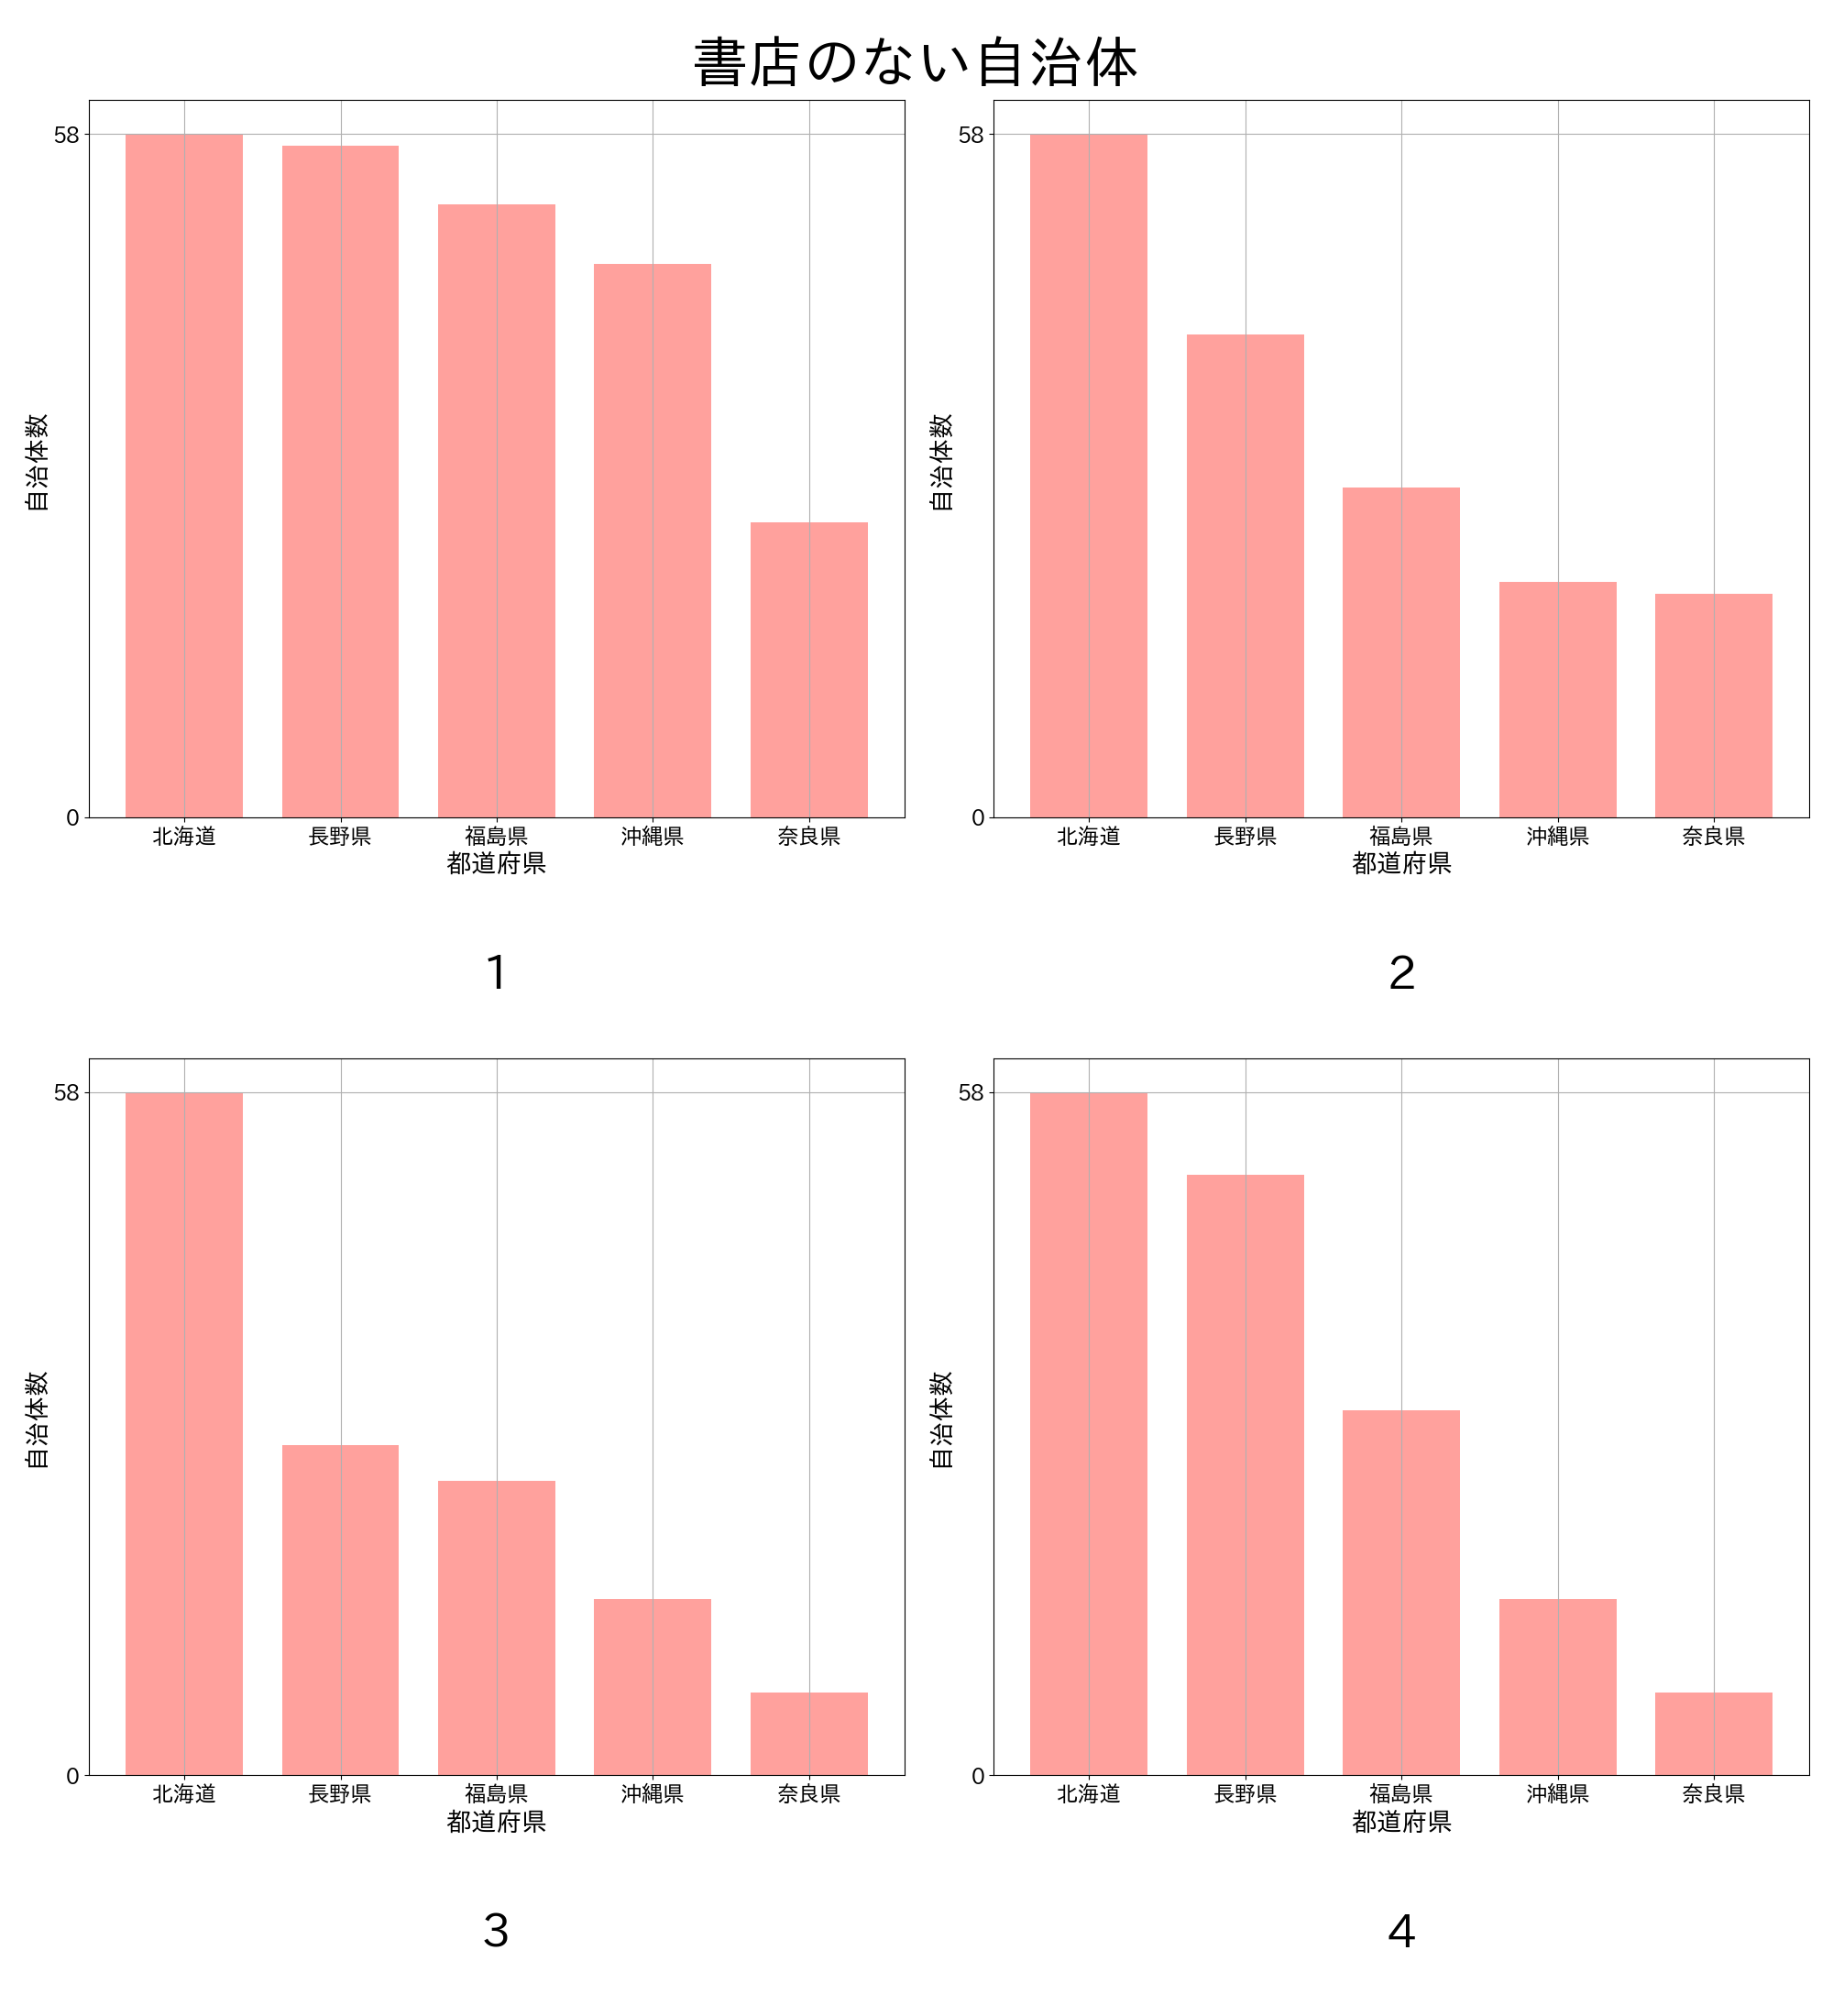 書店のない自治体
58
0
自治体数
北海道 長野県 福島県 沖縄県 奈良県
都道府県
1
58
0
自治体数
北海道 長野県 福島県 沖縄県 奈良県
都道府県
2
58
0
自治体数
北海道 長野県 福島県 沖縄県 奈良県
都道府県
3
58
0
自治体数
北海道 長野県 福島県 沖縄県 奈良県
都道府県
4